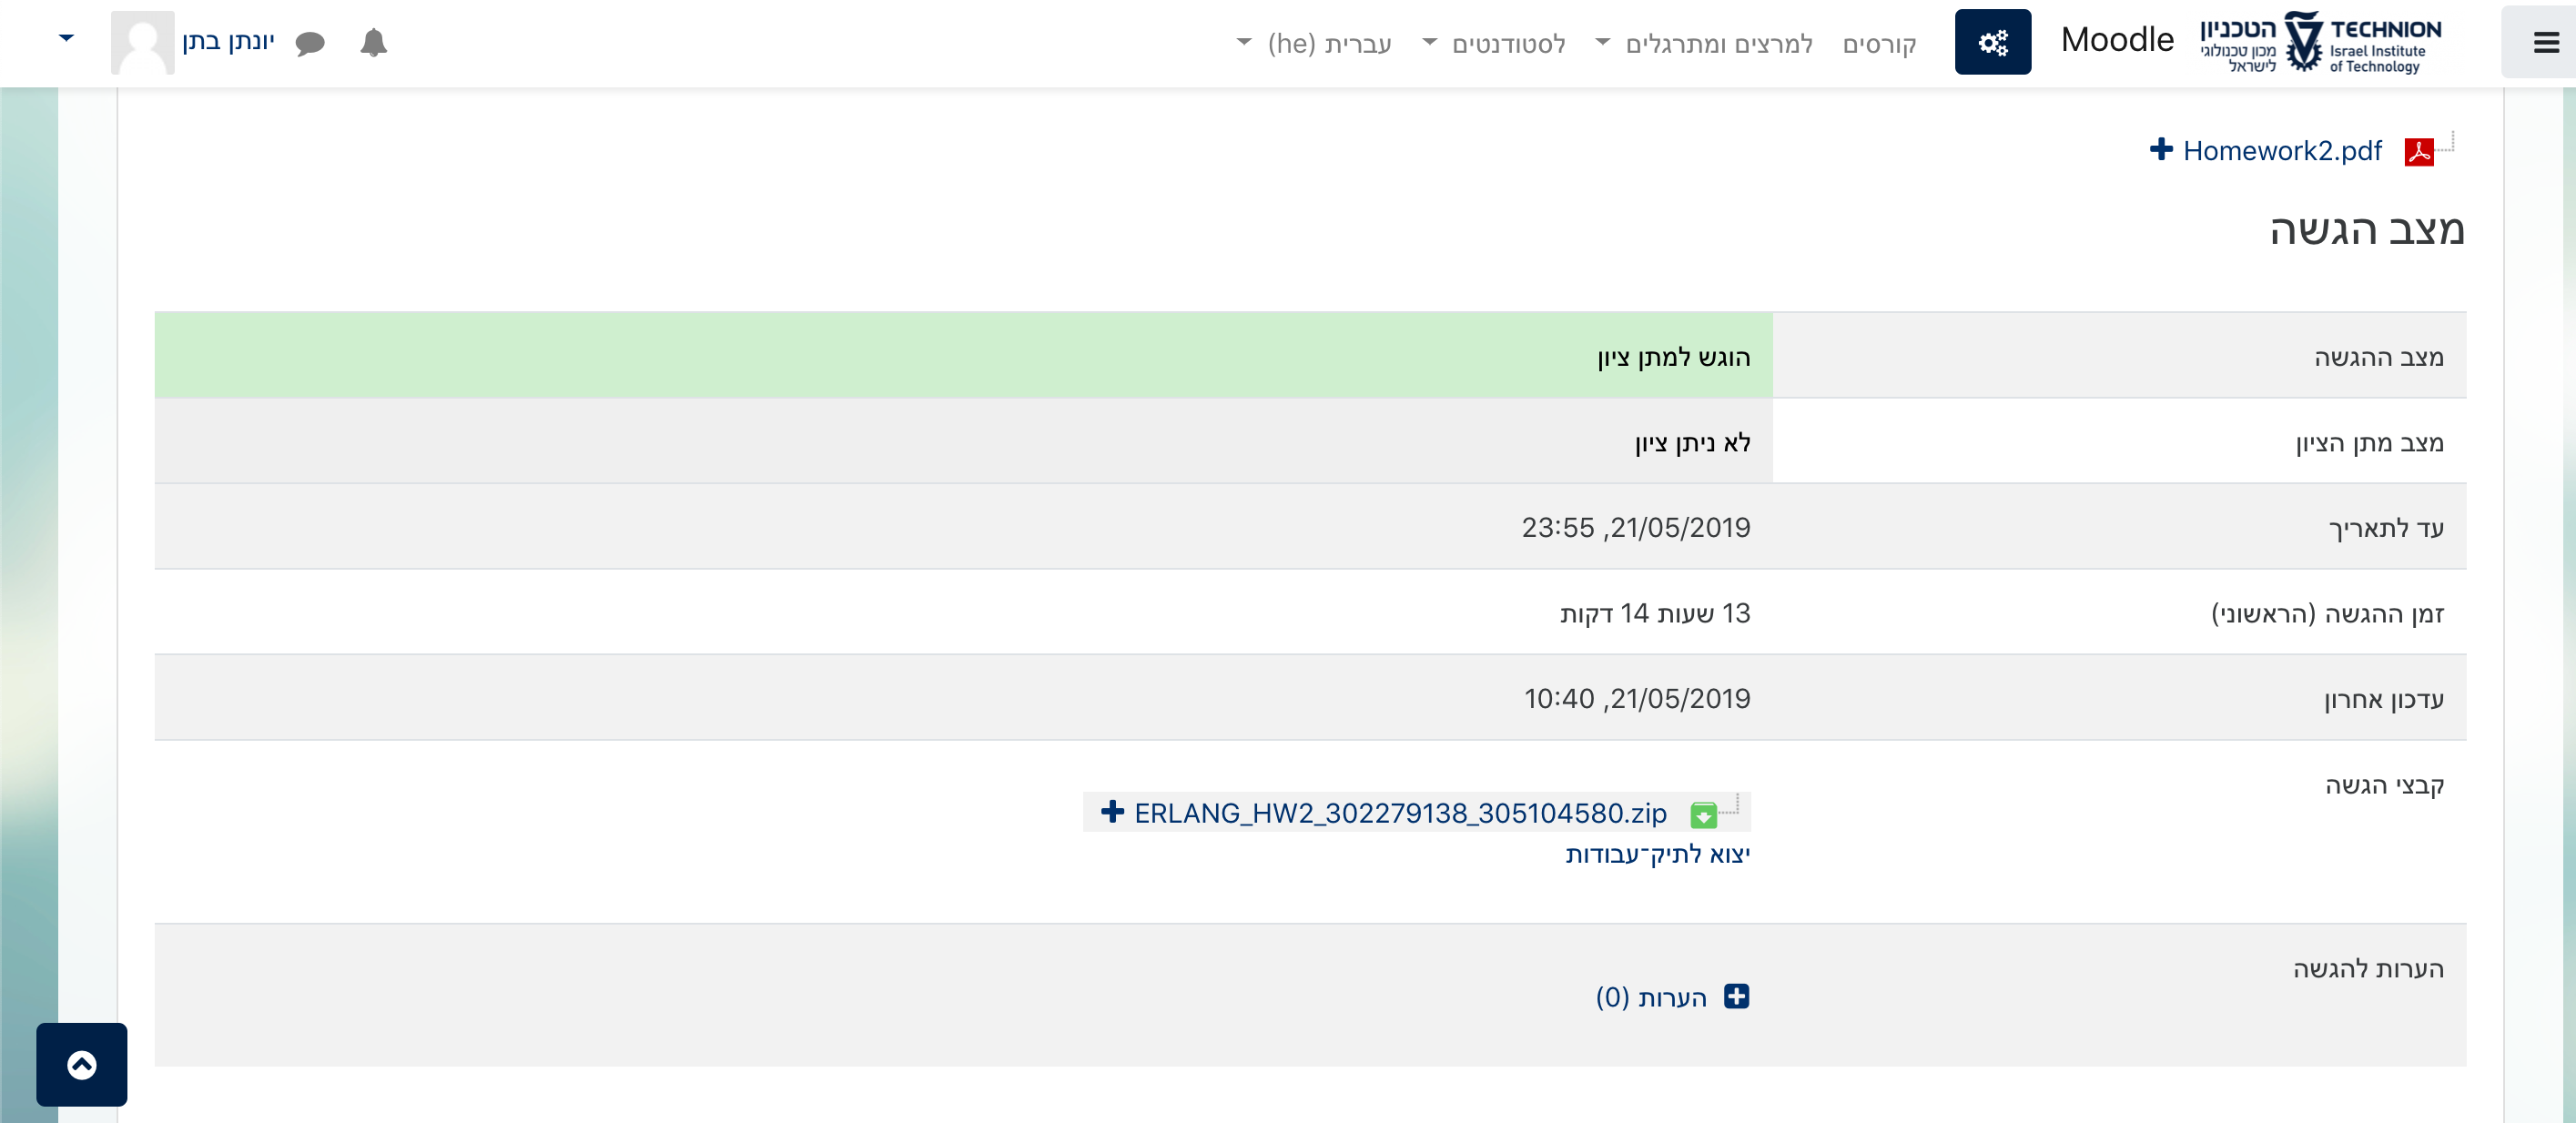 הטכניון
מכון טכנולוגי
לישראל
TECHNION
Israel Institute
of Technology
Moodle
קורסים
למרצים ומתרגלים
לסטודנטים
עברית ‎(he)‎
יונתן בתן
Homework2.pdf
מצב הגשה
מצב ההגשה הוגש למתן ציון
מצב מתן הציון לא ניתן ציון
עד לתאריך 21/05/2019, 23:55
זמן ההגשה (הראשוני) 13 שעות 14 דקות
עדכון אחרון 21/05/2019, 10:40
קבצי הגשה
ERLANG_HW2_302279138_305104580.zip
יצוא לתיק־עבודות
הערות להגשה
הערות (0)